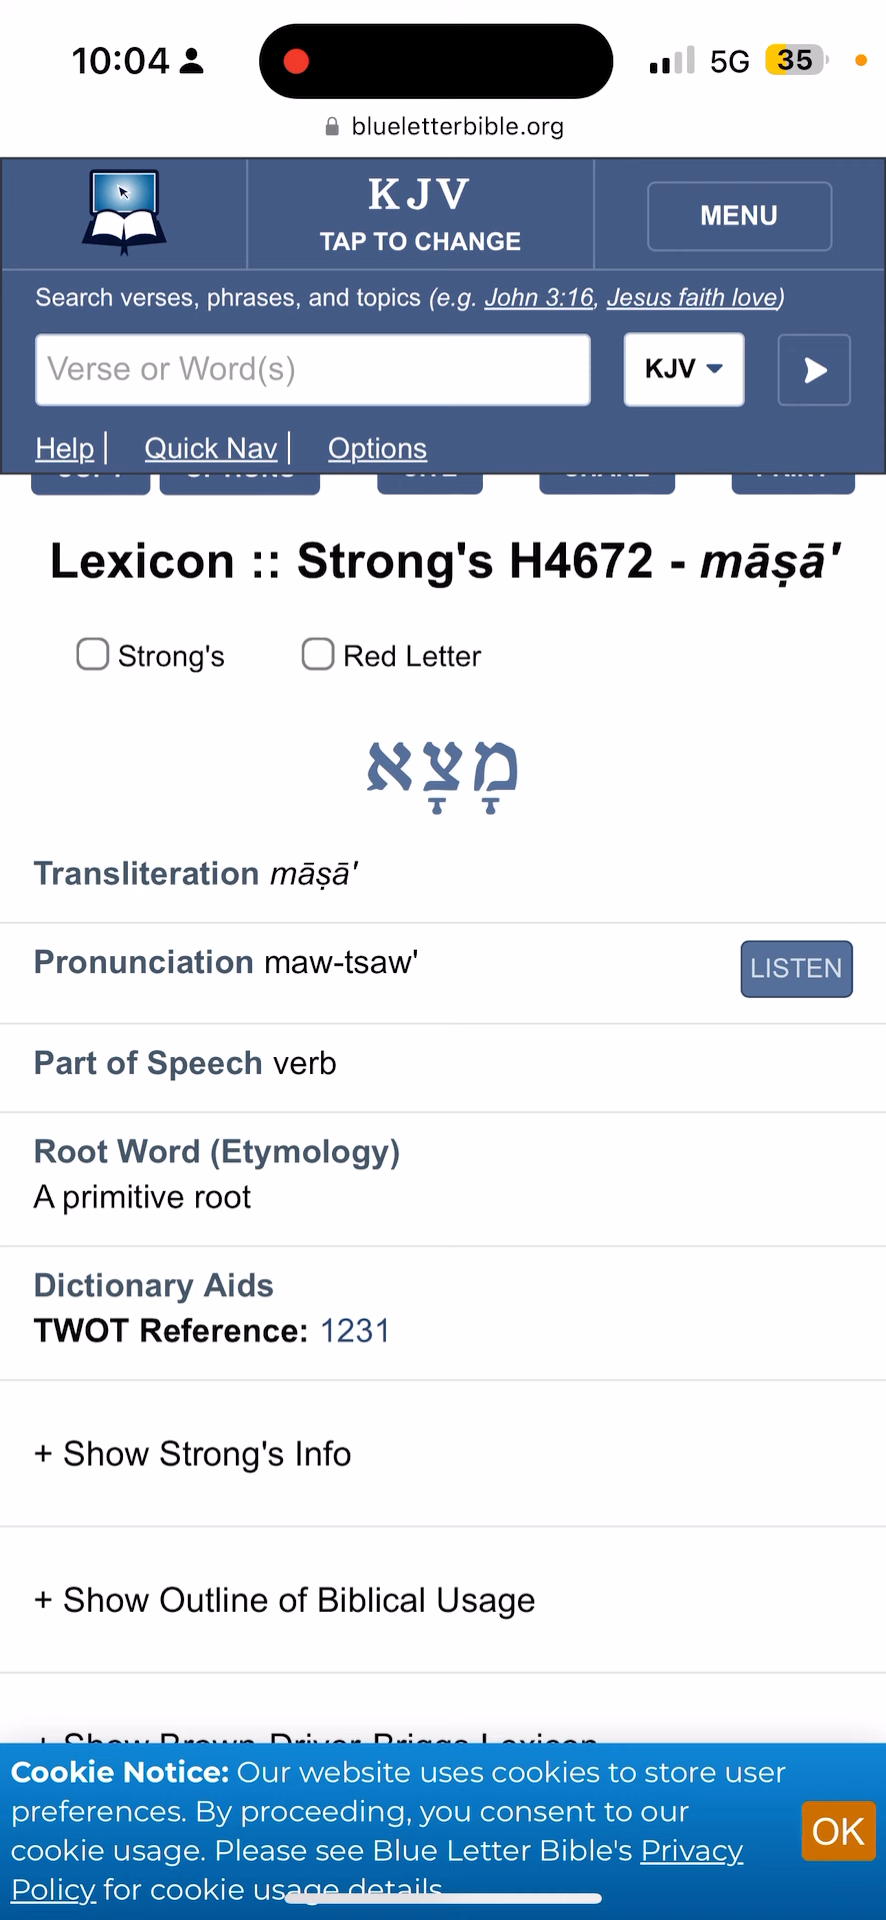 10:04
5G
35
blueletterbible.org
KJV
TAP TO CHANGE
MENU
Search verses, phrases, and topics (e.g. John 3:16, Jesus faith love)
Verse or Word(s)
KJV
Help | Quick Nav | Options
Lexicon :: Strong's H4672 - māṣā'
Strong's
Red Letter
מָצָא
Transliteration māṣā'
Pronunciation maw-tsaw'
LISTEN
Part of Speech verb
Root Word (Etymology)
A primitive root
Dictionary Aids
TWOT Reference: 1231
+ Show Strong's Info
+ Show Outline of Biblical Usage
+ Show Brown-Driver-Briggs Lexicon
Cookie Notice: Our website uses cookies to store user
preferences. By proceeding, you consent to our
cookie usage. Please see Blue Letter Bible's Privacy
Policy for cookie usage details.
OK